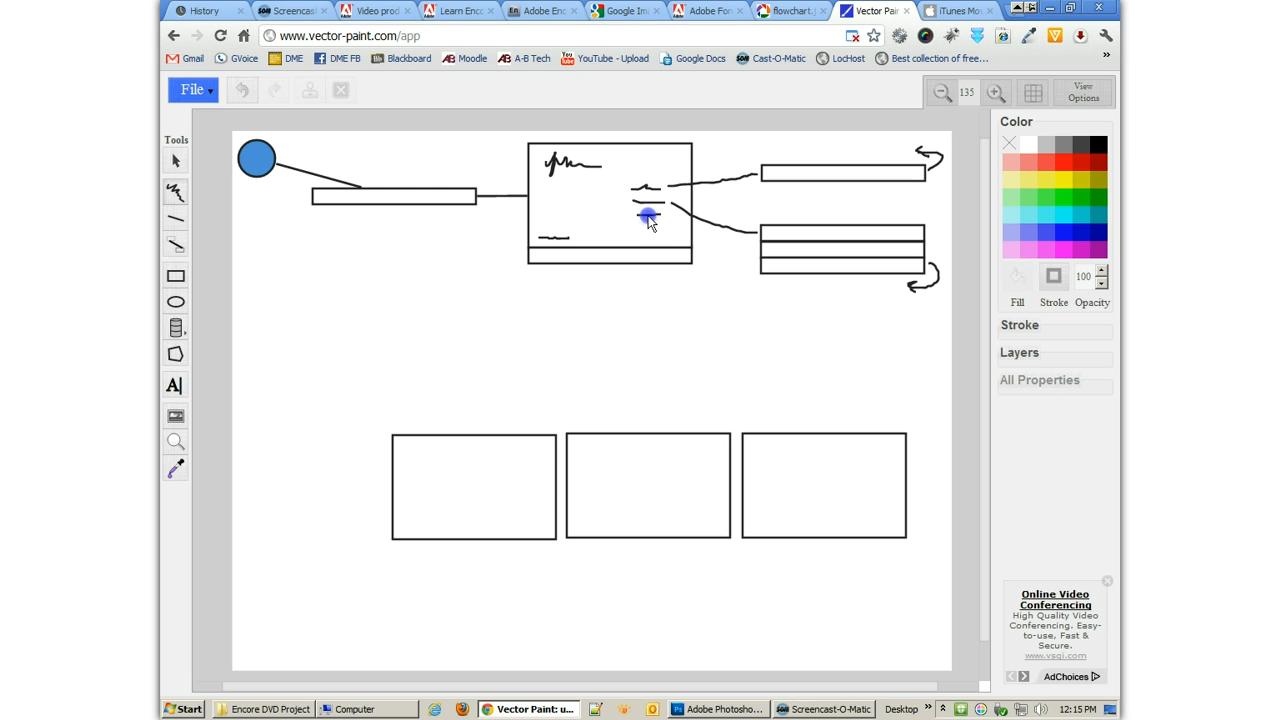 History
Screencast
Video prod
Learn Enco
Adobe Enc
Google Ima
Adobe For
flowchart.j
Vector Pai
iTunes Mov
www.vector-paint.com/app
Gmail
GVoice
DME
DME FB
Blackboard
A-B Moodle
A-B Tech
YouTube - Upload
Google Docs
Cast-O-Matic
LocHost
Best collection of free...
»
File
135
View
Options
Tools
A
Color
100
Fill
Stroke
Opacity
Stroke
Layers
All Properties
Online Video
Conferencing
High Quality Video
Conferencing. Easy-
to-use, Fast &
Secure.
www.vsgi.com
AdChoices
Start
Encore DVD Project
Computer
Vector Paint: u...
Adobe Photosho...
Screencast-O-Matic
Desktop
»
12:15 PM